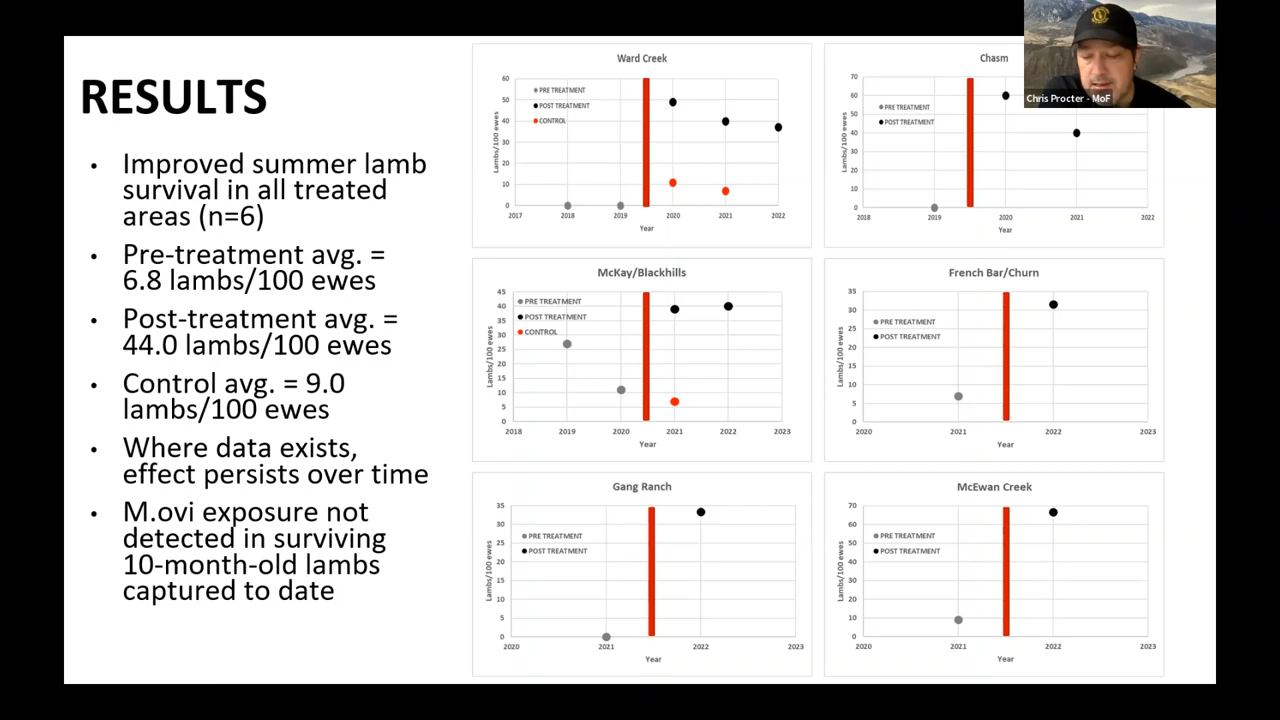 RESULTS
• Improved summer lamb
survival in all treated
areas (n=6)
• Pre-treatment avg. =
6.8 lambs/100 ewes
• Post-treatment avg. =
44.0 lambs/100 ewes
• Control avg. = 9.0
lambs/100 ewes
• Where data exists,
effect persists over time
• M.ovi exposure not
detected in surviving
10-month-old lambs
captured to date
Ward Creek
Lambs/100 ewes
60
50
40
30
20
10
0
PRE TREATMENT
POST TREATMENT
CONTROL
2017 2018 2019 2020 2021 2022
Year
Chasm
Lambs/100 ewes
70
60
50
40
30
20
10
0
PRE TREATMENT
POST TREATMENT
2018 2019 2020 2021 2022
Year
Chris Procter - MoF
McKay/Blackhills
Lambs/100 ewes
45
40
35
30
25
20
15
10
5
0
PRE TREATMENT
POST TREATMENT
CONTROL
2018 2019 2020 2021 2022 2023
Year
French Bar/Churn
Lambs/100 ewes
35
30
25
20
15
10
5
0
PRE TREATMENT
POST TREATMENT
2020 2021 2022 2023
Year
Gang Ranch
Lambs/100 ewes
35
30
25
20
15
10
5
0
PRE TREATMENT
POST TREATMENT
2020 2021 2022 2023
Year
McEwan Creek
Lambs/100 ewes
70
60
50
40
30
20
10
0
PRE TREATMENT
POST TREATMENT
2020 2021 2022 2023
Year